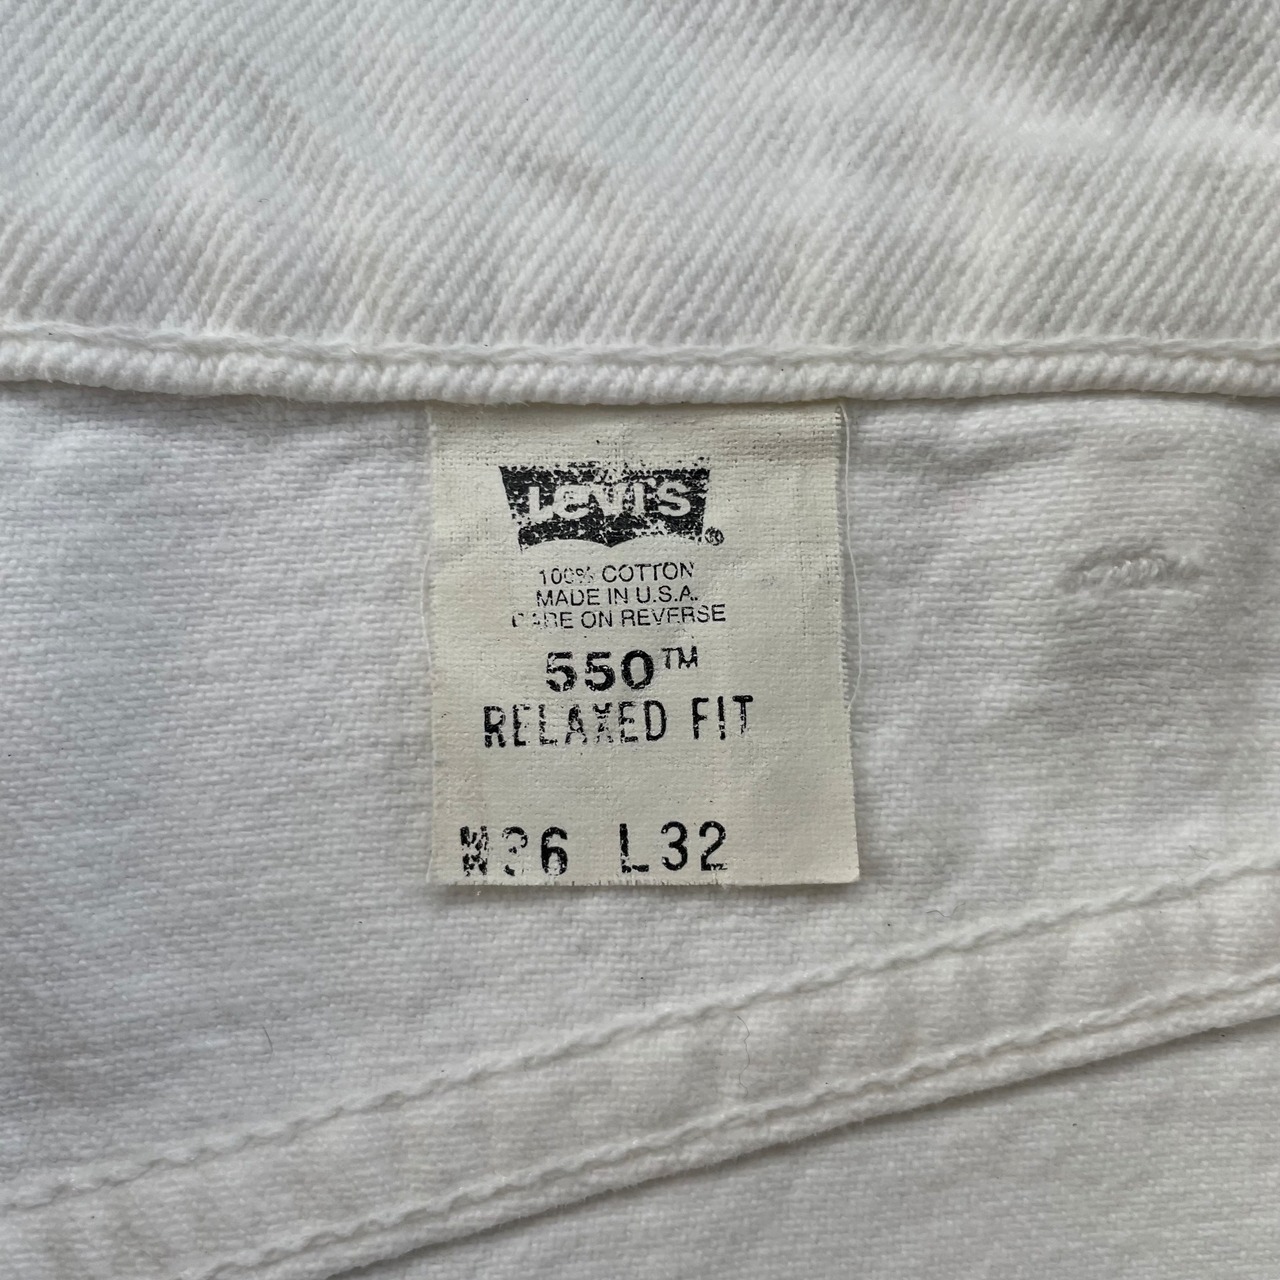 LEVI'S®
100% COTTON
MADE IN U.S.A.
CARE ON REVERSE
550™
RELAXED FIT
W36 L32